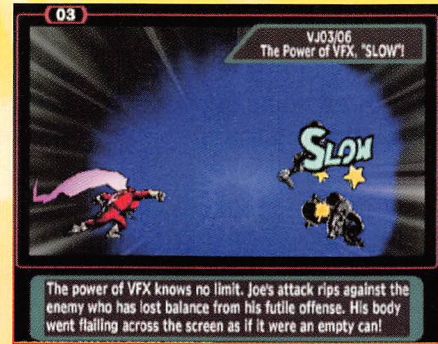 03
VJ03/06
The Power of VFX, "SLOW"!
SLOW
The power of VFX knows no limit. Joe's attack rips against the
enemy who has lost balance from his futile offense. His body
went flailing across the screen as if it were an empty can!